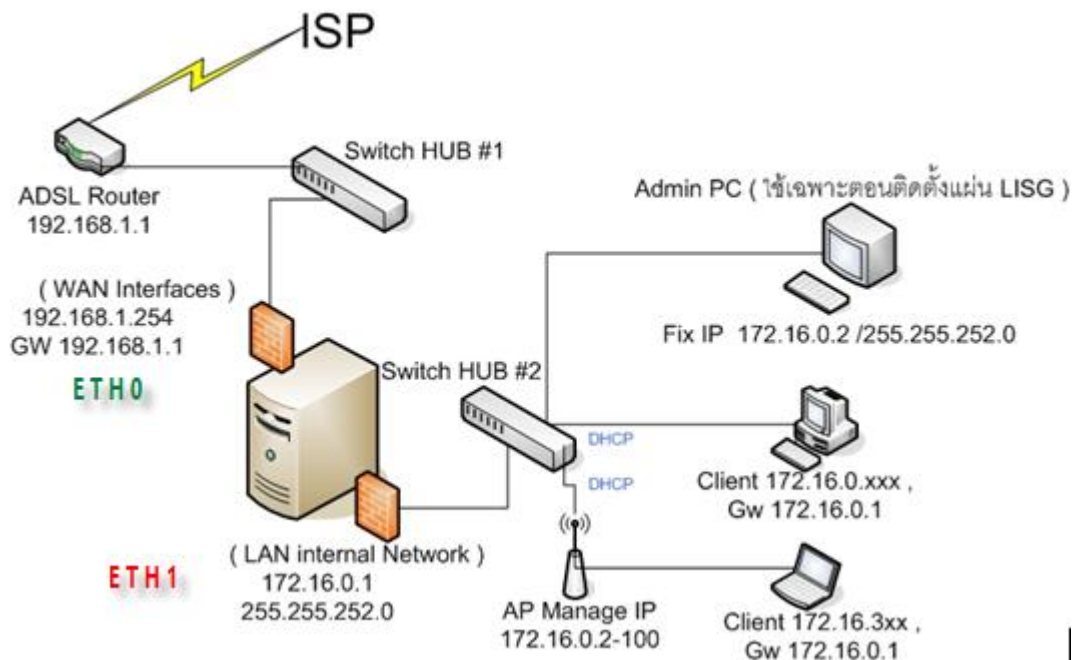 ISP
Switch HUB #1
ADSL Router
192.168.1.1
Admin PC ( ใช้เฉพาะตอนติดตั้งแผ่น LISG )
( WAN Interfaces )
192.168.1.254
GW 192.168.1.1
ETH0
Fix IP 172.16.0.2 /255.255.252.0
Switch HUB #2
DHCP
DHCP
Client 172.16.0.xxx ,
Gw 172.16.0.1
( LAN internal Network )
172.16.0.1
255.255.252.0
ETH1
AP Manage IP
172.16.0.2-100
Client 172.16.3xx ,
Gw 172.16.0.1